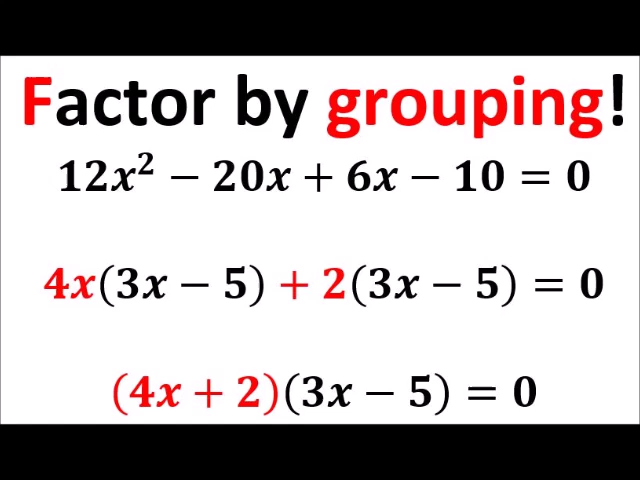 Factor by grouping!
12x² − 20x + 6x − 10 = 0
4x(3x − 5) + 2(3x − 5) = 0
(4x + 2)(3x − 5) = 0